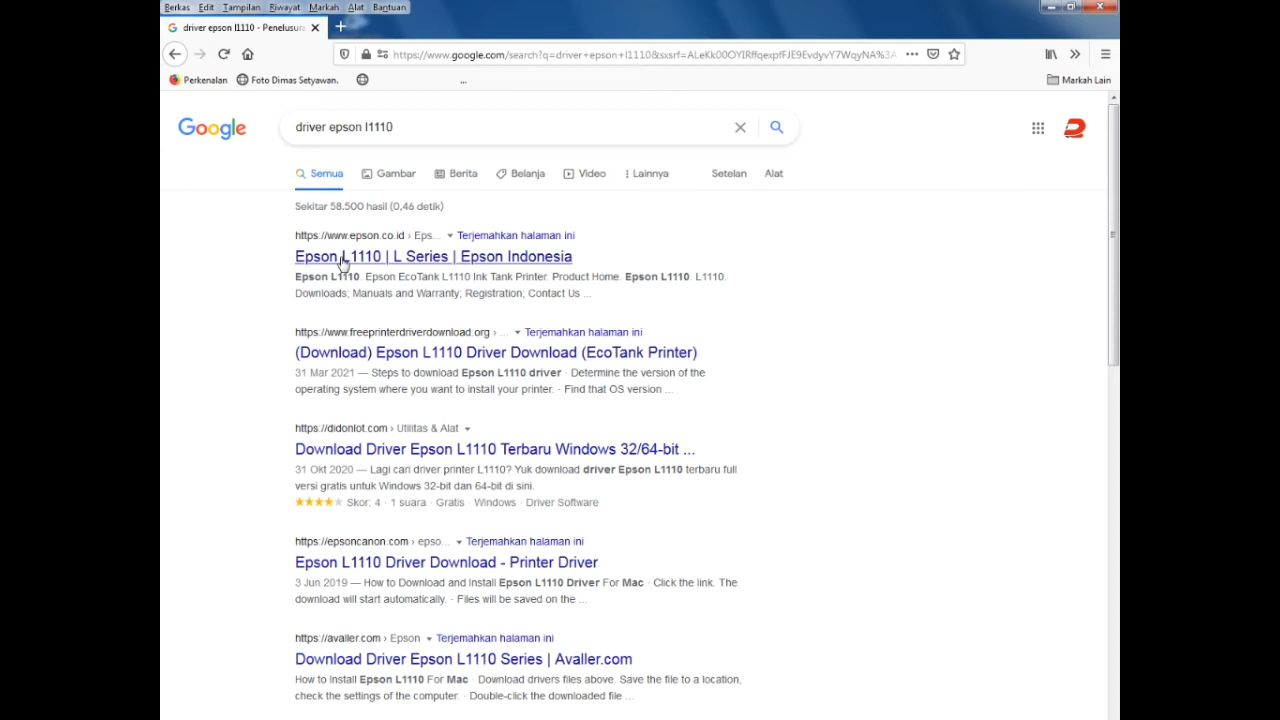 Berkas Edit Tampilan Riwayat Markah Alat Bantuan
driver epson l1110 - Penelusura
https://www.google.com/search?q=driver+epson+l1110&sxsrf=
Perkenalan Foto Dimas Setyawan. ... Markah Lain
Google driver epson l1110
Semua Gambar Berita Belanja Video Lainnya Setelan Alat
Sekitar 58.500 hasil (0,46 detik)
https://www.epson.co.id › Eps... Terjemahkan halaman ini
Epson L1110 | L Series | Epson Indonesia
Epson L1110. Epson EcoTank L1110 Ink Tank Printer. Product Home. Epson L1110. L1110.
Downloads; Manuals and Warranty; Registration; Contact Us ...
https://www.freeprinterdriverdownload.org › ... Terjemahkan halaman ini
(Download) Epson L1110 Driver Download (EcoTank Printer)
31 Mar 2021 — Steps to download Epson L1110 driver · Determine the version of the
operating system where you want to install your printer. · Find that OS version ...
https://didonlot.com › Utilitas & Alat
Download Driver Epson L1110 Terbaru Windows 32/64-bit ...
31 Okt 2020 — Lagi cari driver printer L1110? Yuk download driver Epson L1110 terbaru full
versi gratis untuk Windows 32-bit dan 64-bit di sini.
★★★★★ Skor: 4 · 1 suara · Gratis · Windows · Driver Software
https://epsoncanon.com › epso... Terjemahkan halaman ini
Epson L1110 Driver Download - Printer Driver
3 Jun 2019 — How to Download and Install Epson L1110 Driver For Mac · Click the link. The
download will start automatically. · Files will be saved on the ...
https://avaller.com › Epson Terjemahkan halaman ini
Download Driver Epson L1110 Series | Avaller.com
How to Install Epson L1110 For Mac · Download drivers files above. Save the file to a location,
check the settings of the computer. · Double-click the downloaded file ...